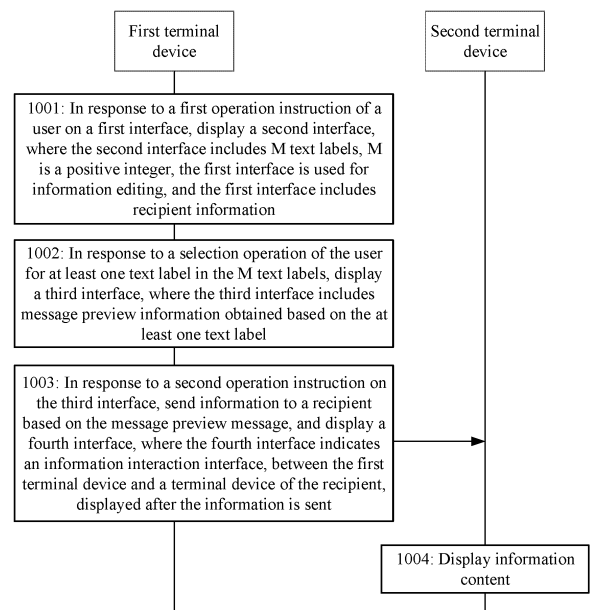 First terminal
device
Second terminal
device
1001: In response to a first operation instruction of a
user on a first interface, display a second interface,
where the second interface includes M text labels, M
is a positive integer, the first interface is used for
information editing, and the first interface includes
recipient information
1002: In response to a selection operation of the user
for at least one text label in the M text labels, display
a third interface, where the third interface includes
message preview information obtained based on the at
least one text label
1003: In response to a second operation instruction on
the third interface, send information to a recipient
based on the message preview message, and display a
fourth interface, where the fourth interface indicates
an information interaction interface, between the first
terminal device and a terminal device of the recipient,
displayed after the information is sent
1004: Display information
content